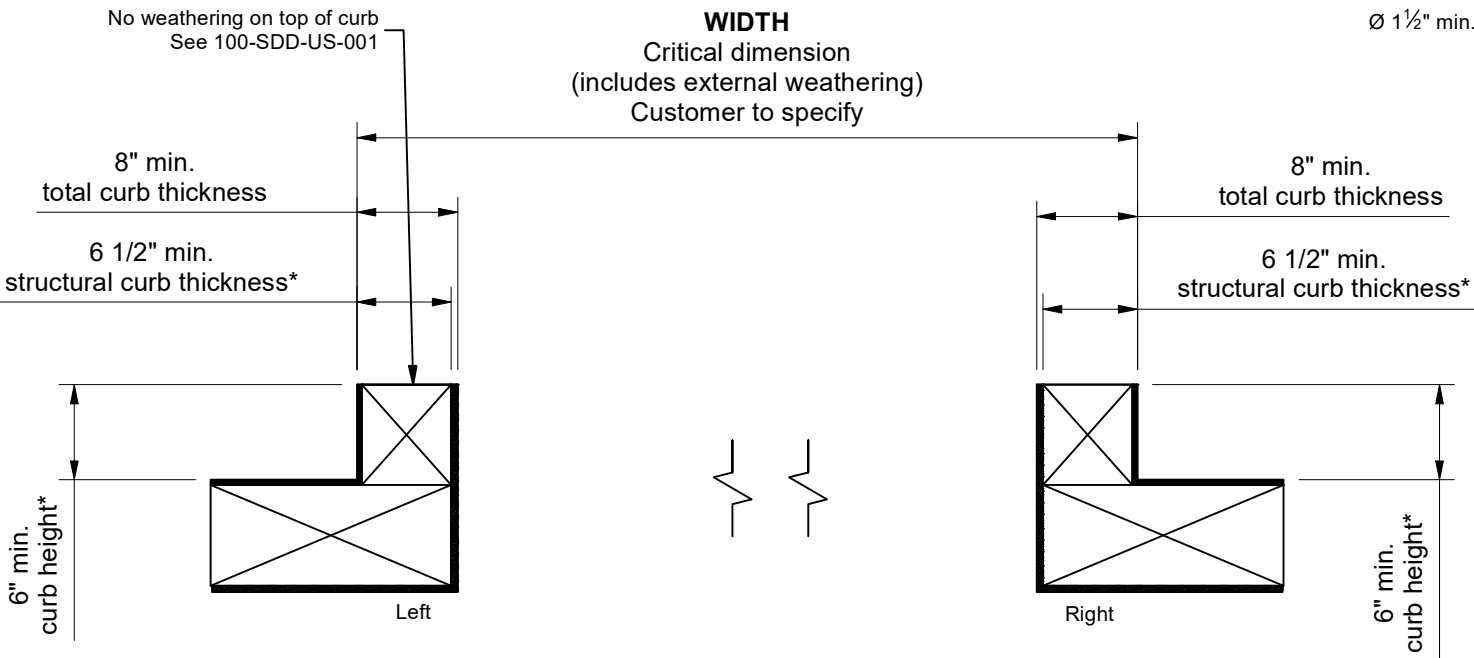 No weathering on top of curb
See 100-SDD-US-001
WIDTH
Critical dimension
(includes external weathering)
Customer to specify
Ø 1½" min.
8" min.
total curb thickness
6 1/2" min.
structural curb thickness*
8" min.
total curb thickness
6 1/2" min.
structural curb thickness*
6" min.
curb height*
Left
Right
6" min.
curb height*